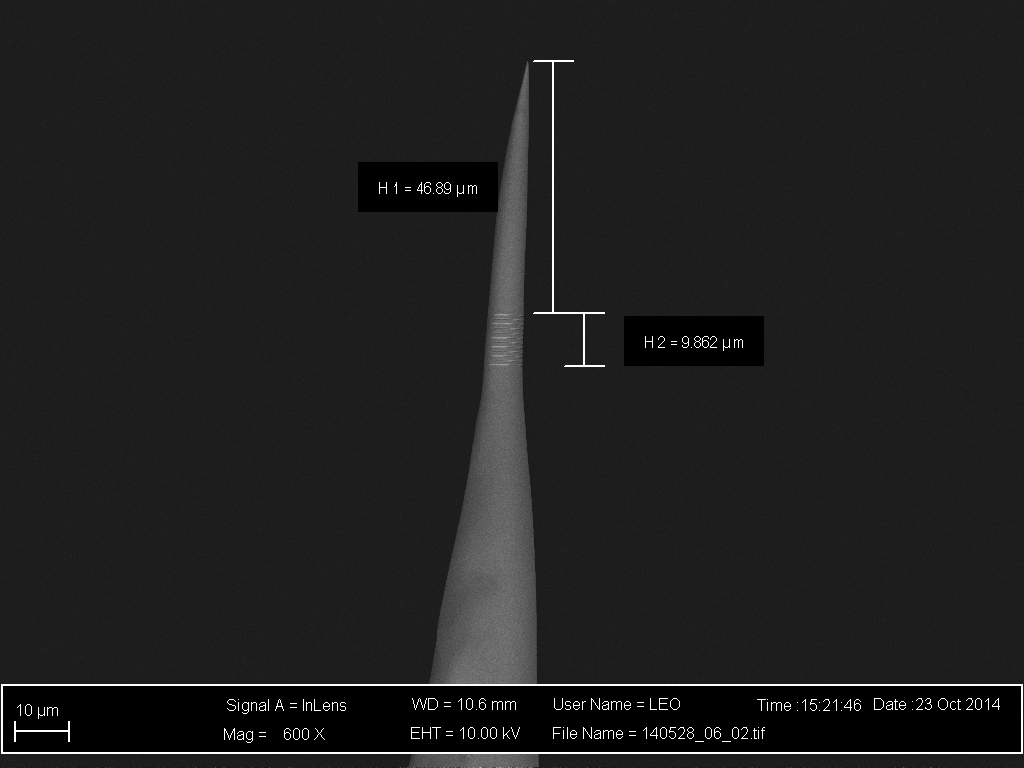 H 1 = 46.89 µm
H 2 = 9.862 µm
10 µm
Signal A = InLens
WD = 10.6 mm
User Name = LEO
Time :15:21:46
Date :23 Oct 2014
Mag = 600 X
EHT = 10.00 kV
File Name = 140528_06_02.tif